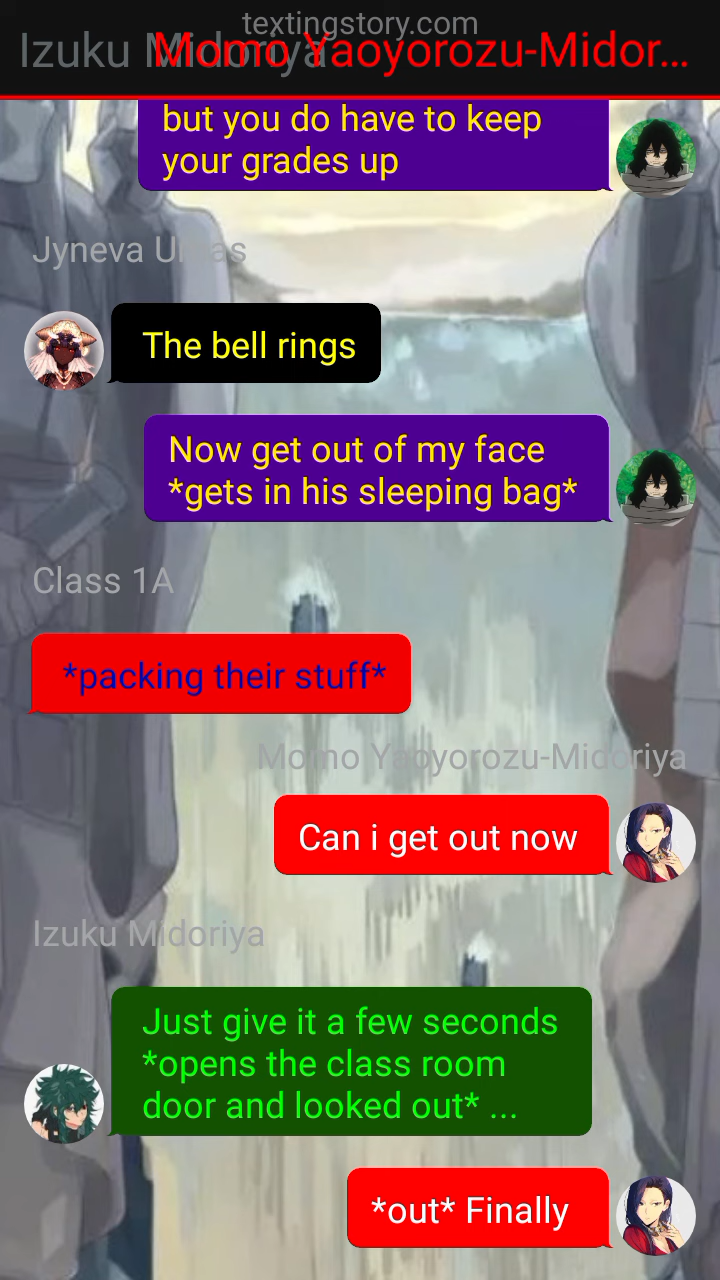 textingstory.com
Izuku Midoriya
Momo Yaoyorozu-Midor...
but you do have to keep
your grades up
Jyneva
The bell rings
Now get out of my face
*gets in his sleeping bag*
Class 1A
*packing their stuff*
Momo Yaoyorozu-Midoriya
Can i get out now
Izuku Midoriya
Just give it a few seconds
*opens the class room
door and looked out* ...
*out* Finally